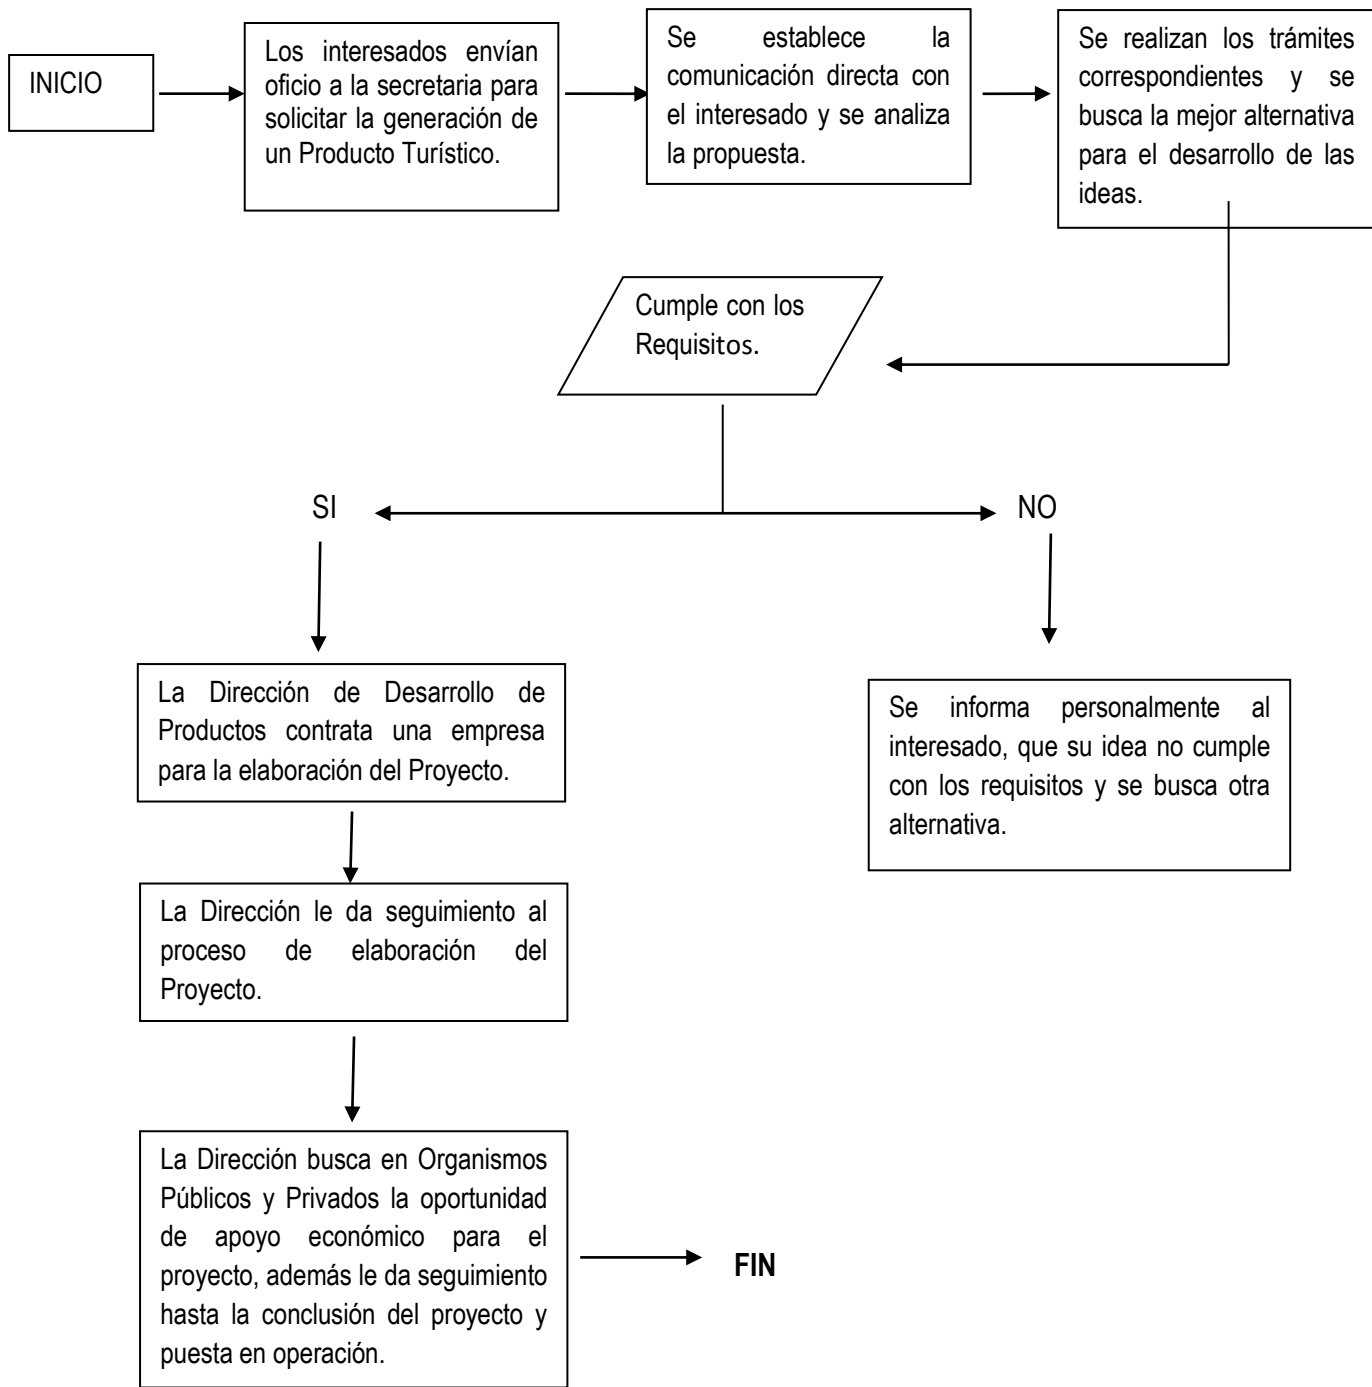 INICIO
Los interesados envían
oficio a la secretaria para
solicitar la generación de
un Producto Turístico.
Se establece la
comunicación directa con
el interesado y se analiza
la propuesta.
Se realizan los trámites
correspondientes y se
busca la mejor alternativa
para el desarrollo de las
ideas.
Cumple con los
Requisitos.
SI
NO
La Dirección de Desarrollo de
Productos contrata una empresa
para la elaboración del Proyecto.
Se informa personalmente al
interesado, que su idea no cumple
con los requisitos y se busca otra
alternativa.
La Dirección le da seguimiento al
proceso de elaboración del
Proyecto.
La Dirección busca en Organismos
Públicos y Privados la oportunidad
de apoyo económico para el
proyecto, además le da seguimiento
hasta la conclusión del proyecto y
puesta en operación.
FIN